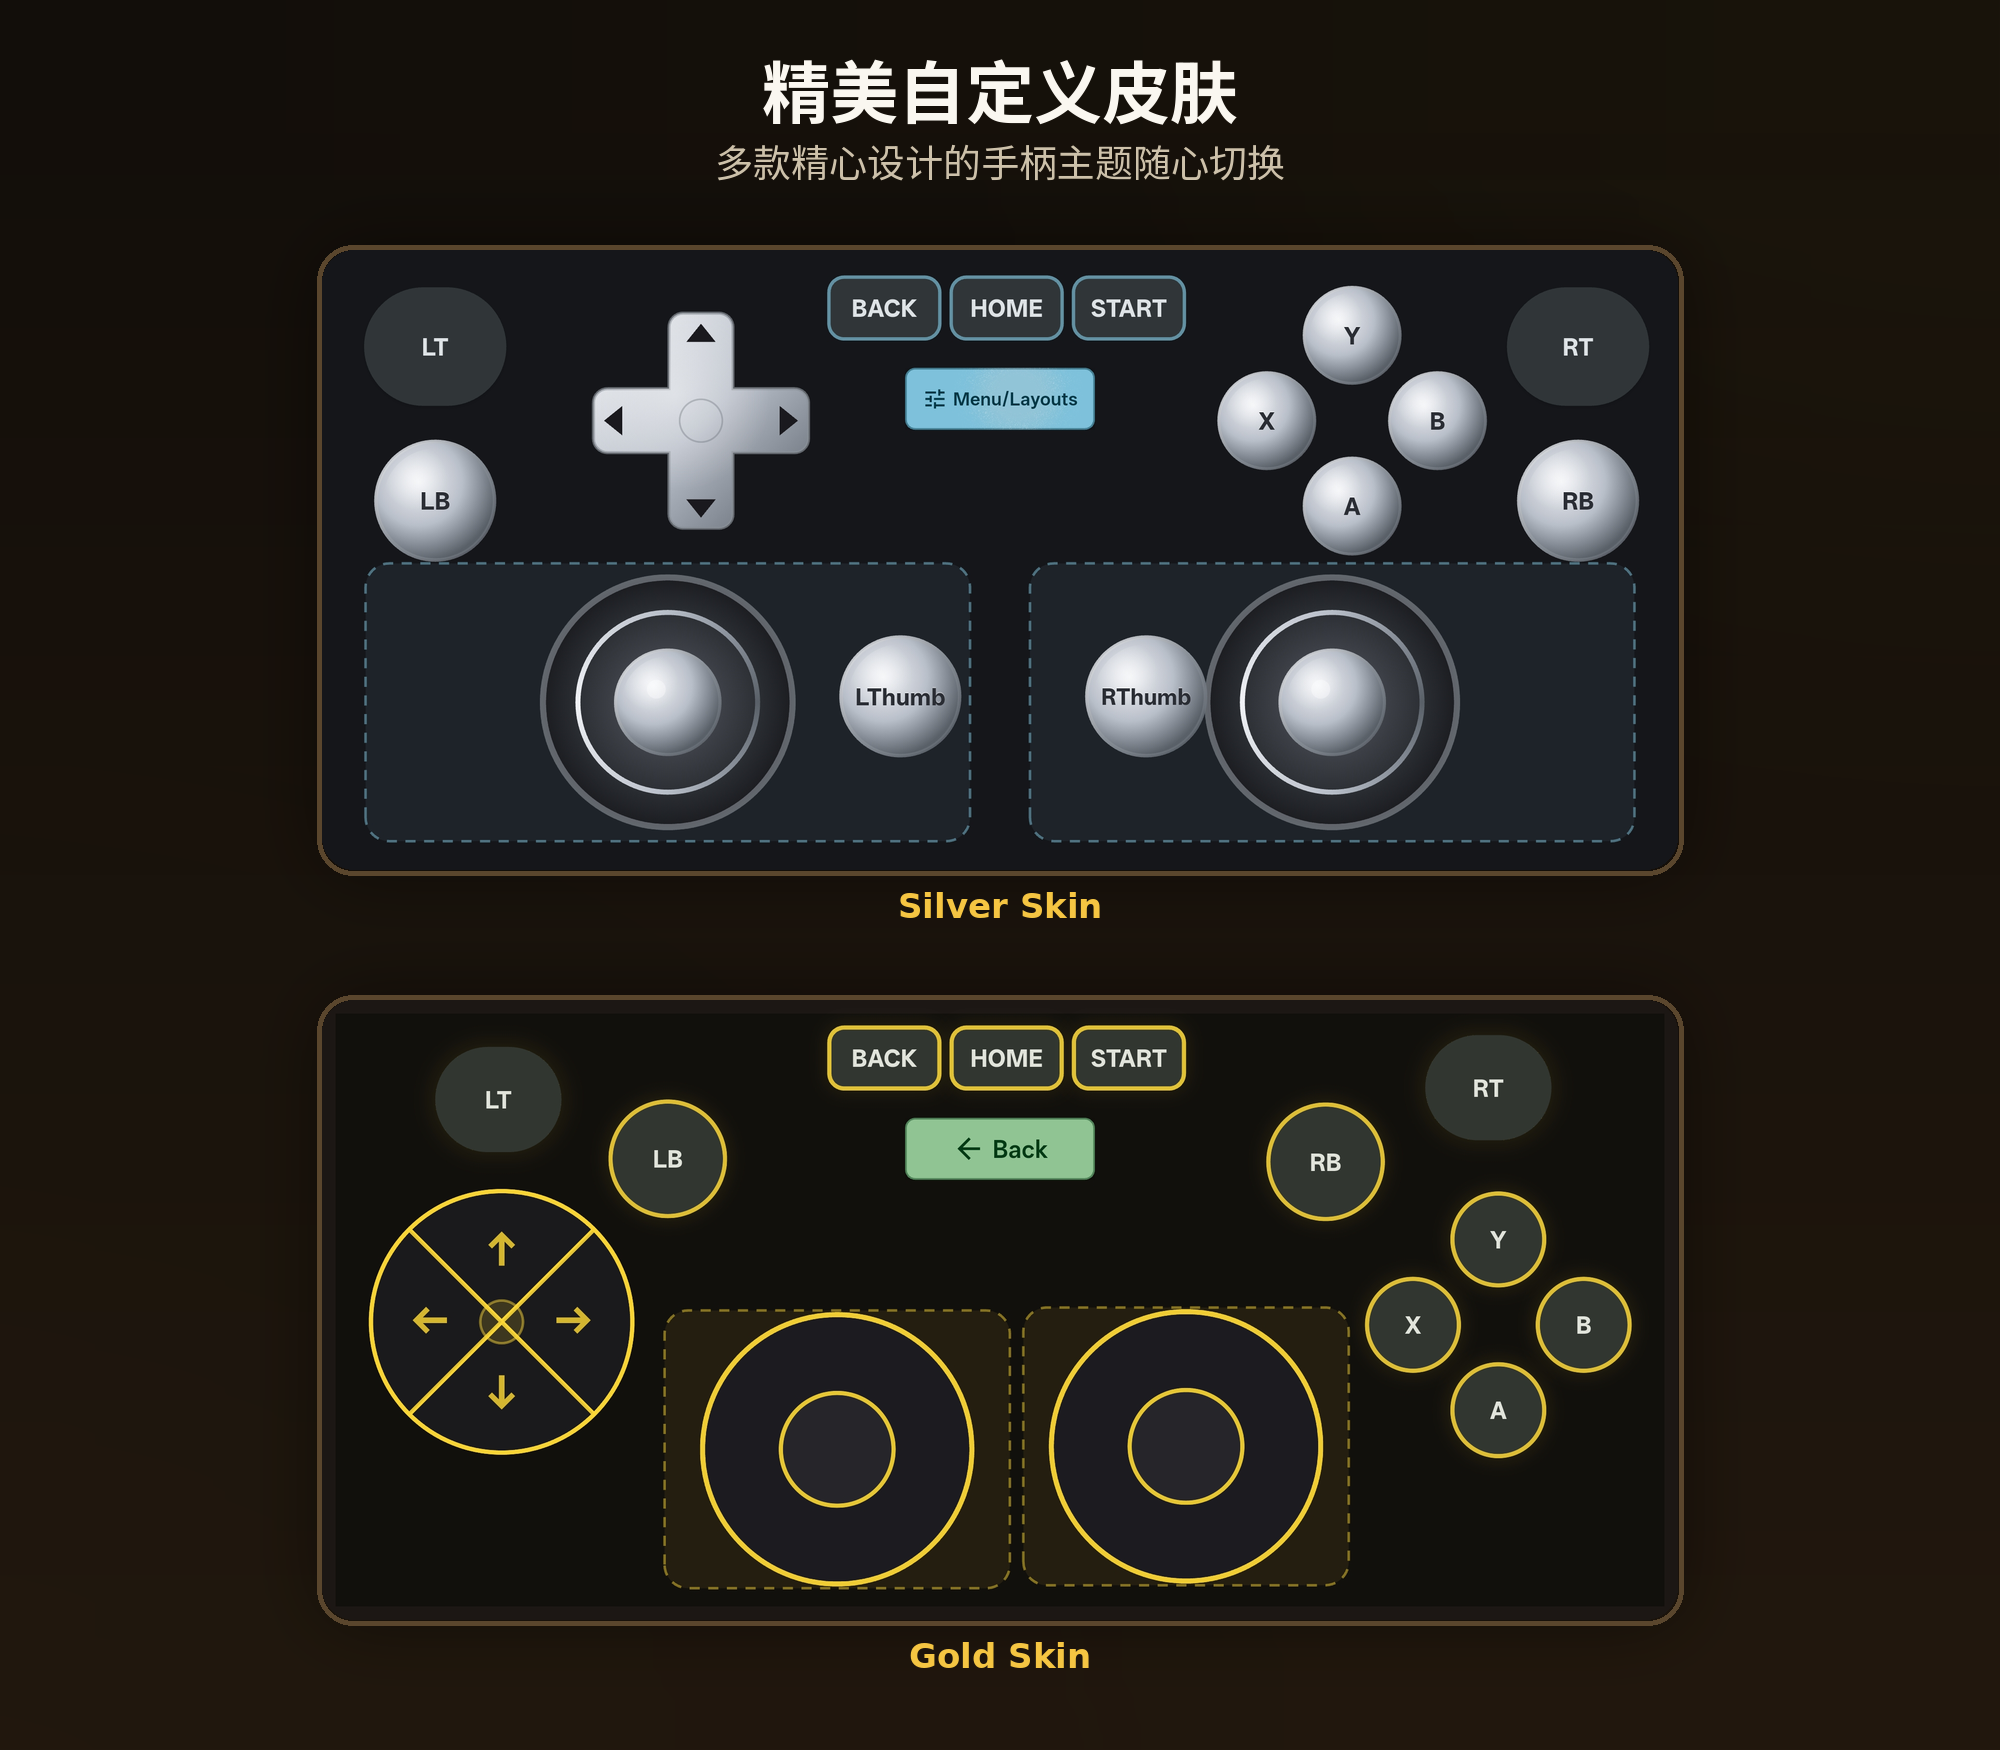 精美自定义皮肤
多款精心设计的手柄主题随心切换
BACK HOME START
LT
Y
RT
Menu/Layouts
X
B
LB
A
RB
LThumb
RThumb
Silver Skin
BACK HOME START
LT
RT
Back
LB
RB
Y
X
B
A
Gold Skin